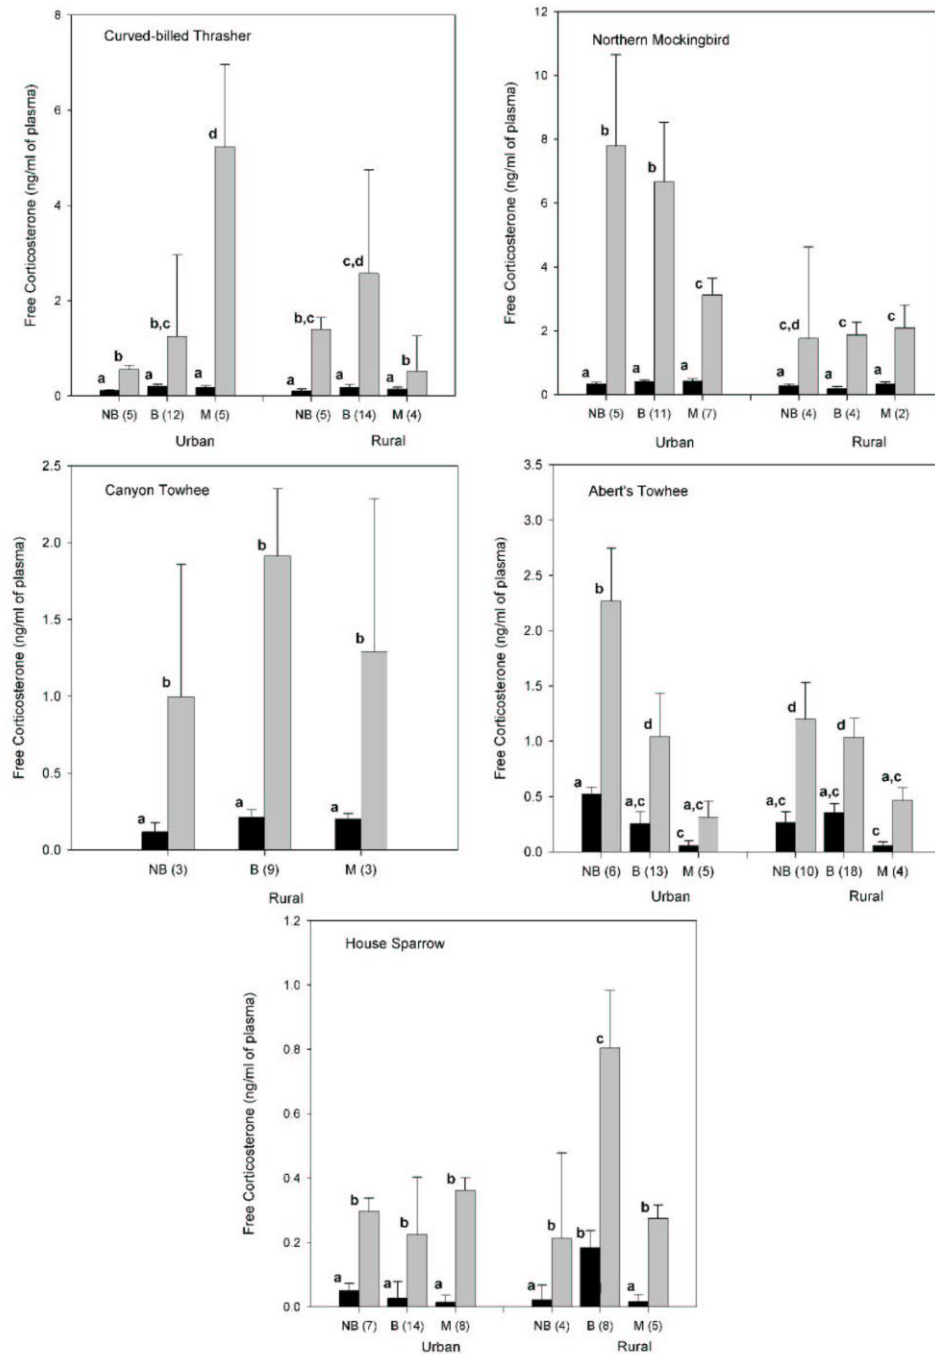 Curved-billed Thrasher
Free Corticosterone (ng/ml of plasma)
8
6
4
2
0
a
b
a
b,c
a
d
a
b,c
a
c,d
a
b
NB (5) B (12) M (5) NB (5) B (14) M (4)
Urban Rural
Northern Mockingbird
Free Corticosterone (ng/ml of plasma)
12
10
8
6
4
2
0
a
b
a
b
a
c
a
c,d
a
c
a
c
NB (5) B (11) M (7) NB (4) B (4) M (2)
Urban Rural
Canyon Towhee
Free Corticosterone (ng/ml of plasma)
2.5
2.0
1.5
1.0
0.5
0.0
a
b
a
b
a
b
NB (3) B (9) M (3)
Rural
Abert's Towhee
Free Corticosterone (ng/ml of plasma)
3.5
3.0
2.5
2.0
1.5
1.0
0.5
0.0
a
b
a,c
d
c
a,c
a,c
d
a,c
d
c
a,c
NB (6) B (13) M (5) NB (10) B (18) M (4)
Urban Rural
House Sparrow
Free Corticosterone (ng/ml of plasma)
1.2
1.0
0.8
0.6
0.4
0.2
0.0
a
b
a
b
a
b
a
b
b
c
a
b
NB (7) B (14) M (6) NB (4) B (8) M (5)
Urban Rural